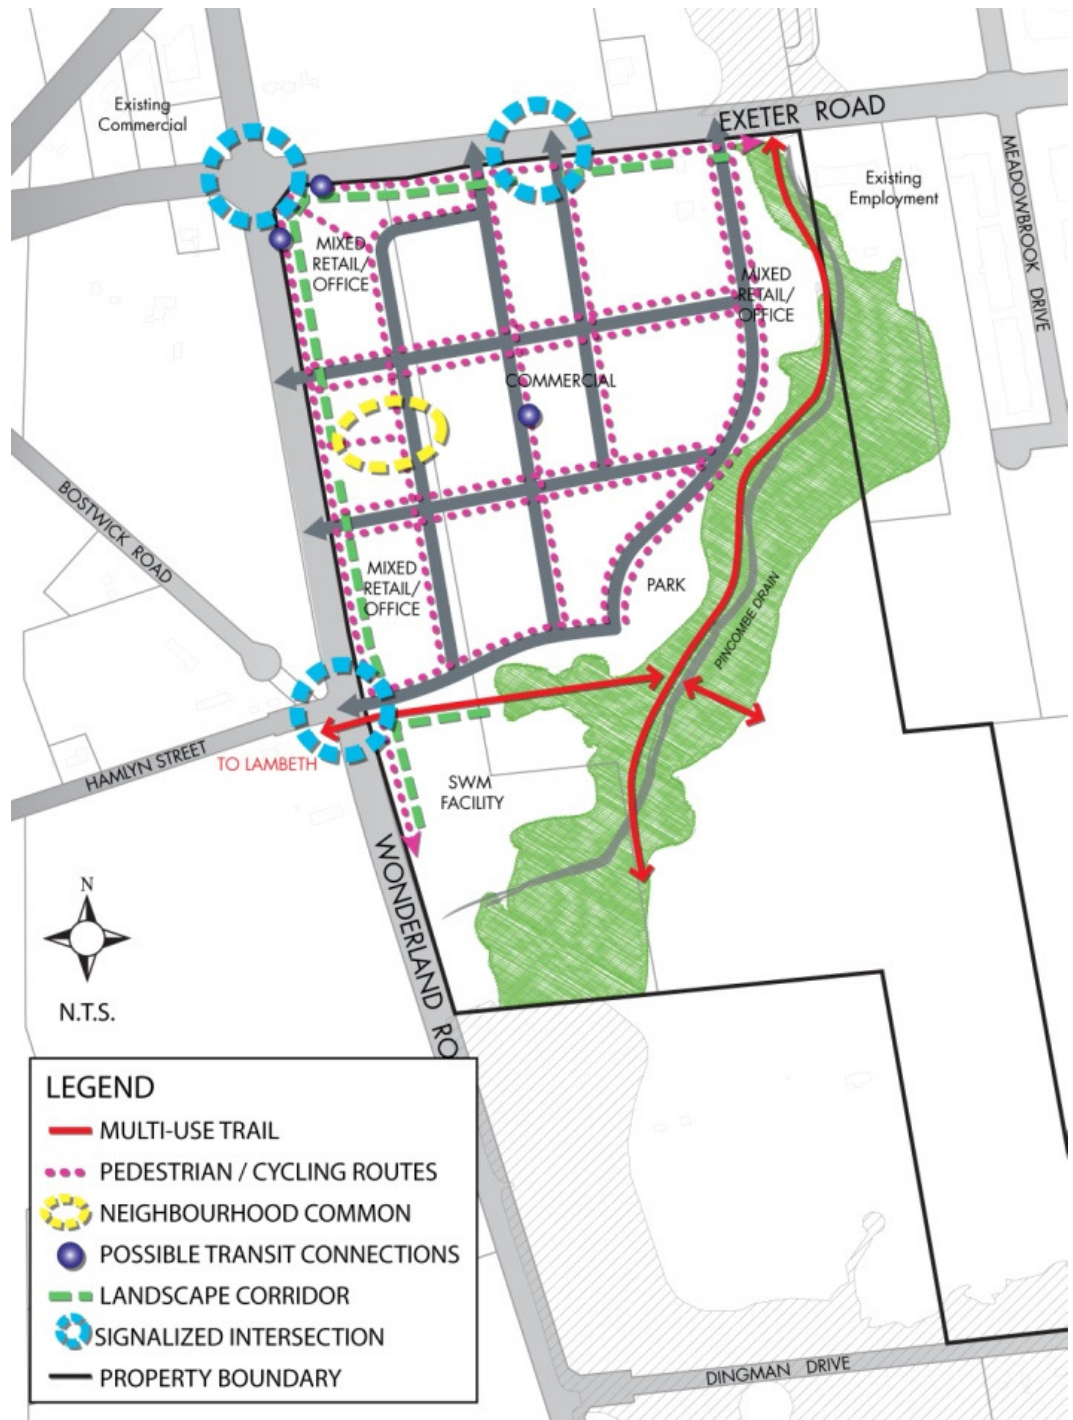 Existing
Commercial
EXETER ROAD
Existing
Employment
MEADOWBROOK DRIVE
MIXED
RETAIL/
OFFICE
MIXED
RETAIL/
OFFICE
COMMERCIAL
BOSTWICK ROAD
MIXED
RETAIL/
OFFICE
PARK
PINCOMBE DRAIN
HAMLYN STREET
TO LAMBETH
SWM
FACILITY
WONDERLAND RO
N
N.T.S.
LEGEND
MULTI-USE TRAIL
PEDESTRIAN / CYCLING ROUTES
NEIGHBOURHOOD COMMON
POSSIBLE TRANSIT CONNECTIONS
LANDSCAPE CORRIDOR
SIGNALIZED INTERSECTION
PROPERTY BOUNDARY
DINGMAN DRIVE